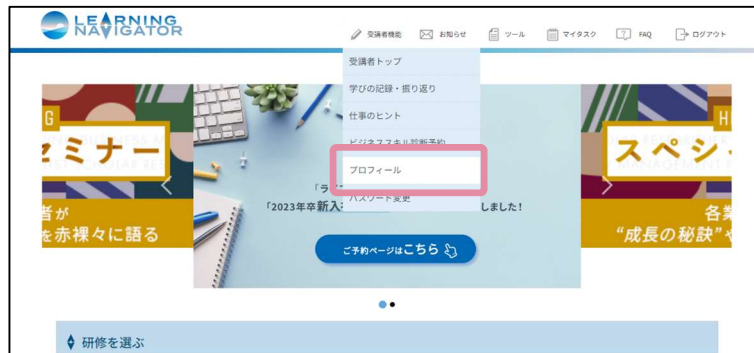 LEARNING
NAVIGATOR
受講者機能
お知らせ
ツール
マイタスク
FAQ
ログアウト
受講者トップ
学びの記録・振り返り
仕事のヒント
ビジネススキル診断予約
プロフィール
パスワード変更
G
ミナー
者が
を赤裸々に語る
「2023年卒新入
しました!
ご予約ページはこちら
H
スペシ
各業
“成長の秘訣”や
研修を選ぶ